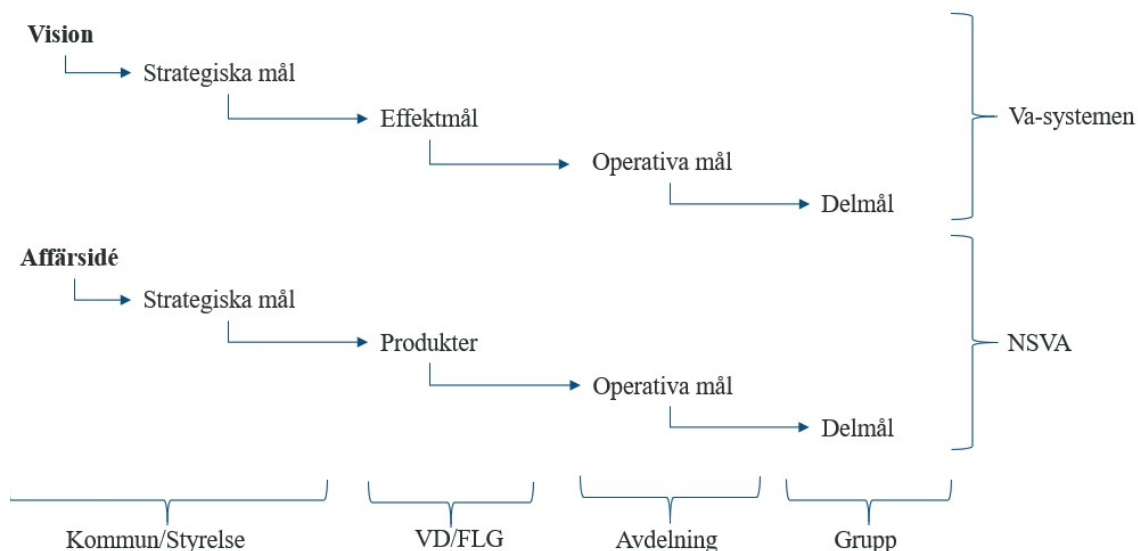 Vision
Strategiska mål
Effektmål
Va-systemen
Operativa mål
Delmål
Affärsidé
Strategiska mål
Produkter
NSVA
Operativa mål
Delmål
Kommun/Styrelse
VD/FLG
Avdelning
Grupp